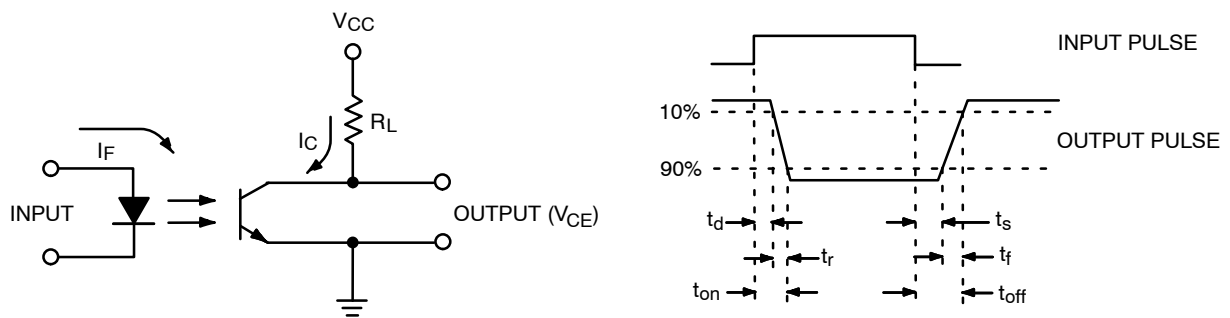 VCC
RL
IC
IF
INPUT
OUTPUT (VCE)
INPUT PULSE
10%
OUTPUT PULSE
90%
td
ts
tr
tf
ton
toff